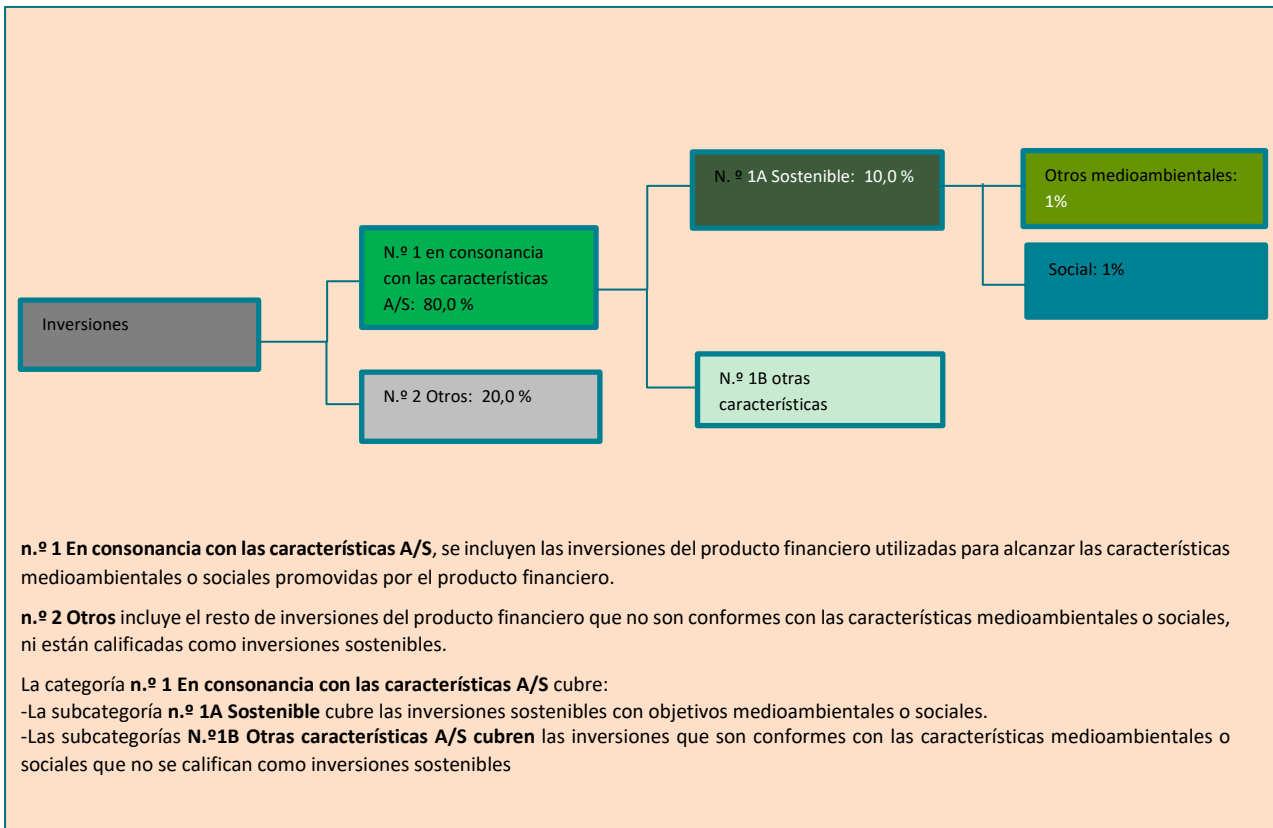 N. º 1A Sostenible: 10,0 %
Otros medioambientales:
1%
N.º 1 en consonancia
con las características
A/S: 80,0 %
Social: 1%
Inversiones
N.º 2 Otros: 20,0 %
N.º 1B otras
características
n.º 1 En consonancia con las características A/S, se incluyen las inversiones del producto financiero utilizadas para alcanzar las características
medioambientales o sociales promovidas por el producto financiero.
n.º 2 Otros incluye el resto de inversiones del producto financiero que no son conformes con las características medioambientales o sociales,
ni están calificadas como inversiones sostenibles.
La categoría n.º 1 En consonancia con las características A/S cubre:
-La subcategoría n.º 1A Sostenible cubre las inversiones sostenibles con objetivos medioambientales o sociales.
-Las subcategorías N.º1B Otras características A/S cubren las inversiones que son conformes con las características medioambientales o
sociales que no se califican como inversiones sostenibles